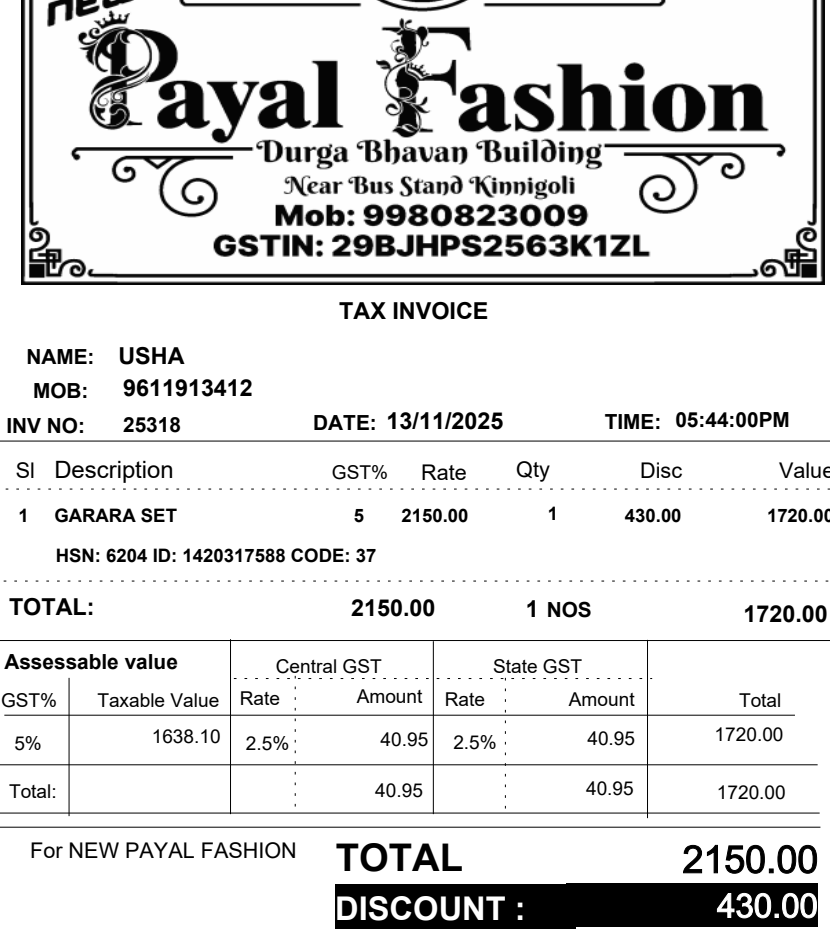 new
Payal Fashion
Durga Bhavan Building
Near Bus Stand Kinnigoli
Mob: 9980823009
GSTIN: 29BJHPS2563K1ZL
TAX INVOICE
NAME: USHA
MOB: 9611913412
INV NO: 25318 DATE: 13/11/2025 TIME: 05:44:00PM
Sl Description GST% Rate Qty Disc Value
1 GARARA SET 5 2150.00 1 430.00 1720.00
HSN: 6204 ID: 1420317588 CODE: 37
TOTAL: 2150.00 1 NOS 1720.00
Assessable value Central GST State GST
GST% Taxable Value Rate Amount Rate Amount Total
5% 1638.10 2.5% 40.95 2.5% 40.95 1720.00
Total: 40.95 40.95 1720.00
For NEW PAYAL FASHION TOTAL 2150.00
DISCOUNT : 430.00